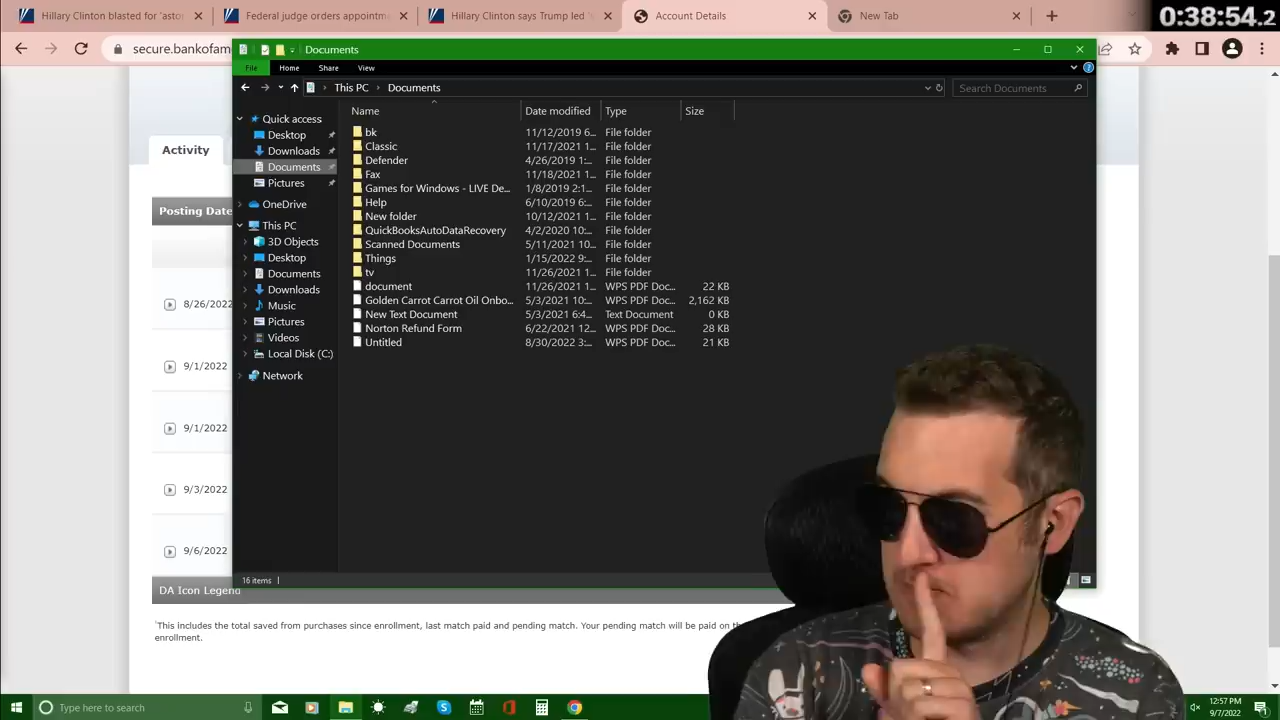 Hillary Clinton blasted for 'asto
Federal judge orders appointm
Hillary Clinton says Trump led '
Account Details
New Tab
0:38:54.2
secure.bankofam
Documents
File
Home
Share
View
This PC
Documents
Search Documents
Name
Date modified
Type
Size
Quick access
Desktop
Downloads
Documents
Pictures
OneDrive
This PC
3D Objects
Desktop
Documents
Downloads
Music
Pictures
Videos
Local Disk (C:)
Network
bk 11/12/2019 6... File folder
Classic 11/17/2021 1... File folder
Defender 4/26/2019 1:... File folder
Fax 11/18/2021 1... File folder
Games for Windows - LIVE De... 1/8/2019 2:1... File folder
Help 6/10/2019 6:... File folder
New folder 10/12/2021 1... File folder
QuickBooksAutoDataRecovery 4/2/2020 10:... File folder
Scanned Documents 5/11/2021 10... File folder
Things 1/15/2022 9:... File folder
tv 11/26/2021 1... File folder
document 11/26/2021 1... WPS PDF Doc... 22 KB
Golden Carrot Carrot Oil Onbo... 5/3/2021 10:... WPS PDF Doc... 2,162 KB
New Text Document 5/3/2021 6:4... Text Document 0 KB
Norton Refund Form 6/22/2021 12... WPS PDF Doc... 28 KB
Untitled 8/30/2022 3:... WPS PDF Doc... 21 KB
16 items
Activity
Posting Date
8/26/2022
9/1/2022
9/1/2022
9/3/2022
9/6/2022
DA Icon Legend
This includes the total saved from purchases since enrollment, last match paid and pending match. Your pending match will be paid on th
enrollment.
Type here to search
12:57 PM
9/7/2022
1